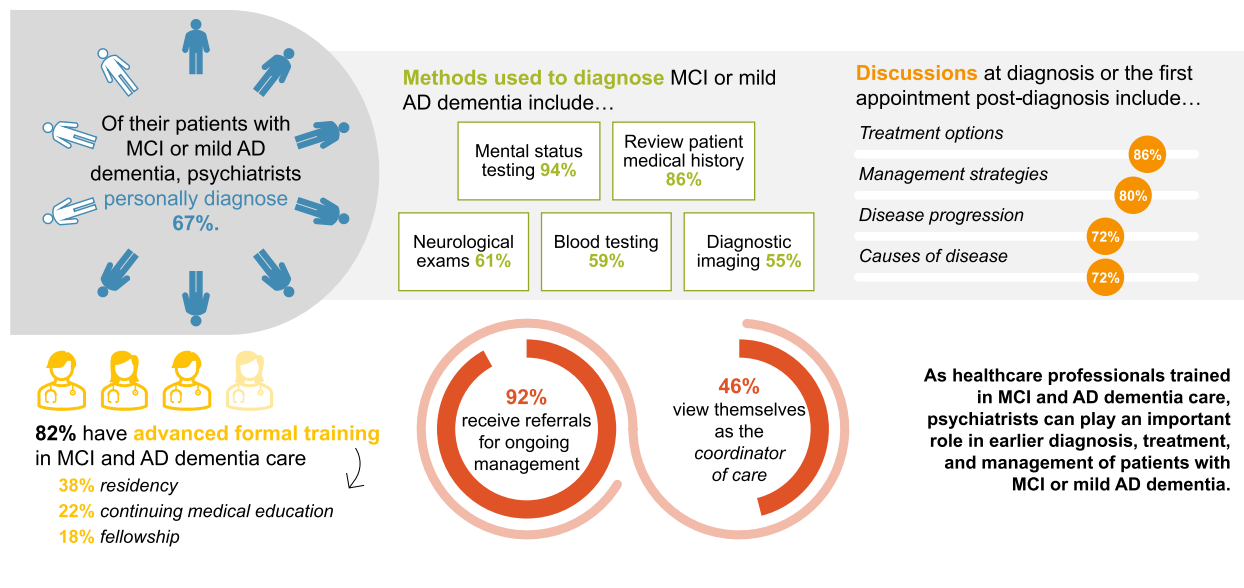 Of their patients with
MCI or mild AD
dementia, psychiatrists
personally diagnose
67%.
Methods used to diagnose MCI or mild
AD dementia include…
Mental status
testing 94%
Review patient
medical history
86%
Neurological
exams 61%
Blood testing
59%
Diagnostic
imaging 55%
Discussions at diagnosis or the first
appointment post-diagnosis include…
Treatment options
86%
Management strategies
80%
Disease progression
72%
Causes of disease
72%
82% have advanced formal training
in MCI and AD dementia care
38% residency
22% continuing medical education
18% fellowship
92%
receive referrals
for ongoing
management
46%
view themselves
as the
coordinator
of care
As healthcare professionals trained
in MCI and AD dementia care,
psychiatrists can play an important
role in earlier diagnosis, treatment,
and management of patients with
MCI or mild AD dementia.